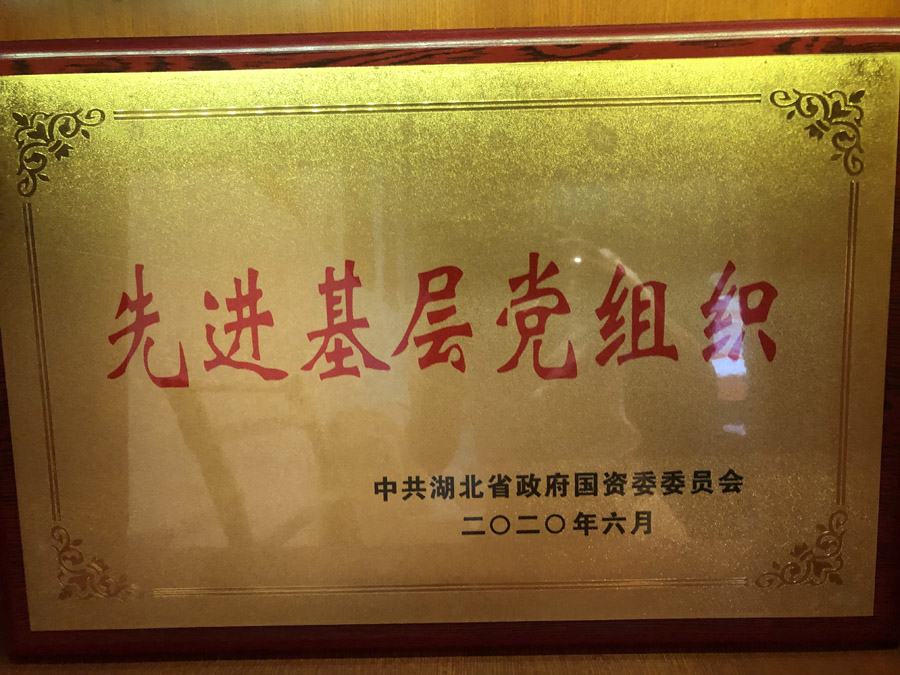 先进基层党组织
中共湖北省政府国资委委员会
二〇二〇年六月